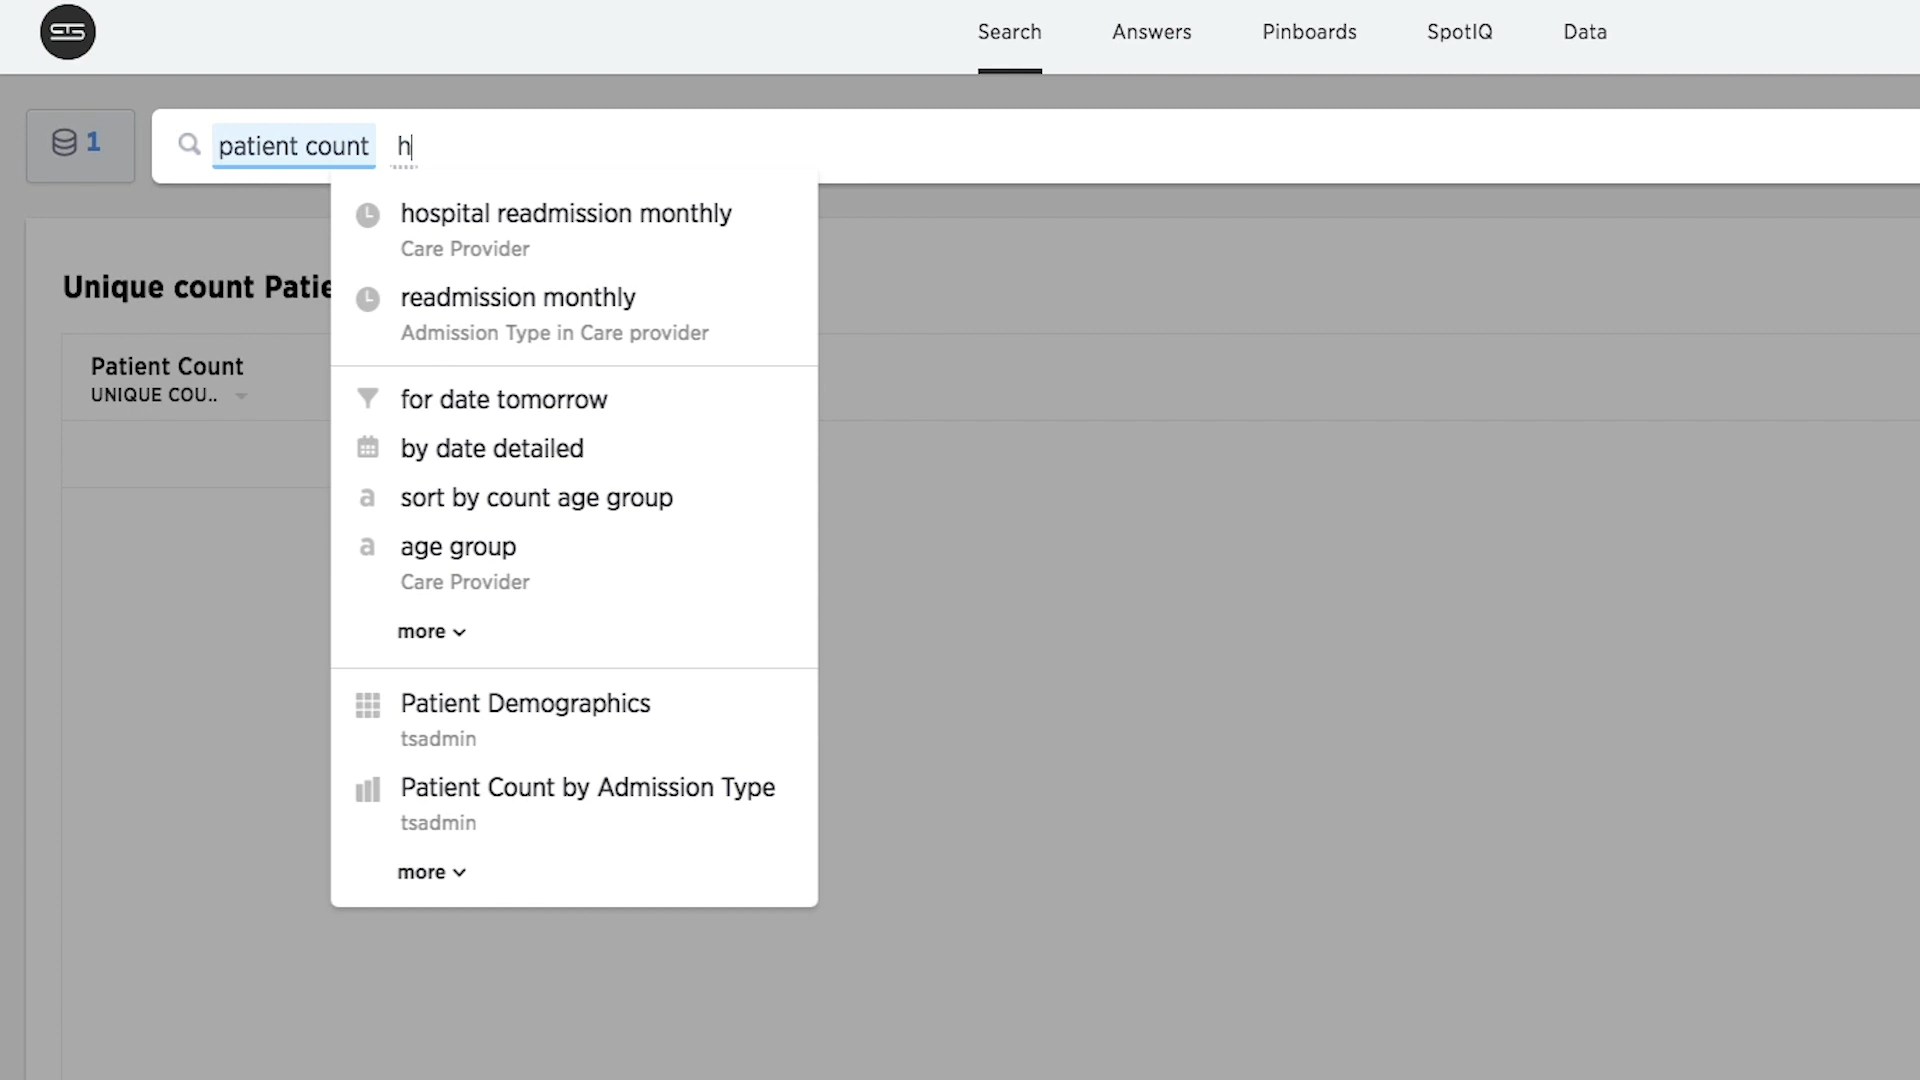 Search
Answers
Pinboards
SpotIQ
Data
1
patient count h
hospital readmission monthly
Care Provider
readmission monthly
Admission Type in Care provider
Unique count Patie
Patient Count
UNIQUE COU..
for date tomorrow
by date detailed
a sort by count age group
a age group
Care Provider
more
Patient Demographics
tsadmin
Patient Count by Admission Type
tsadmin
more